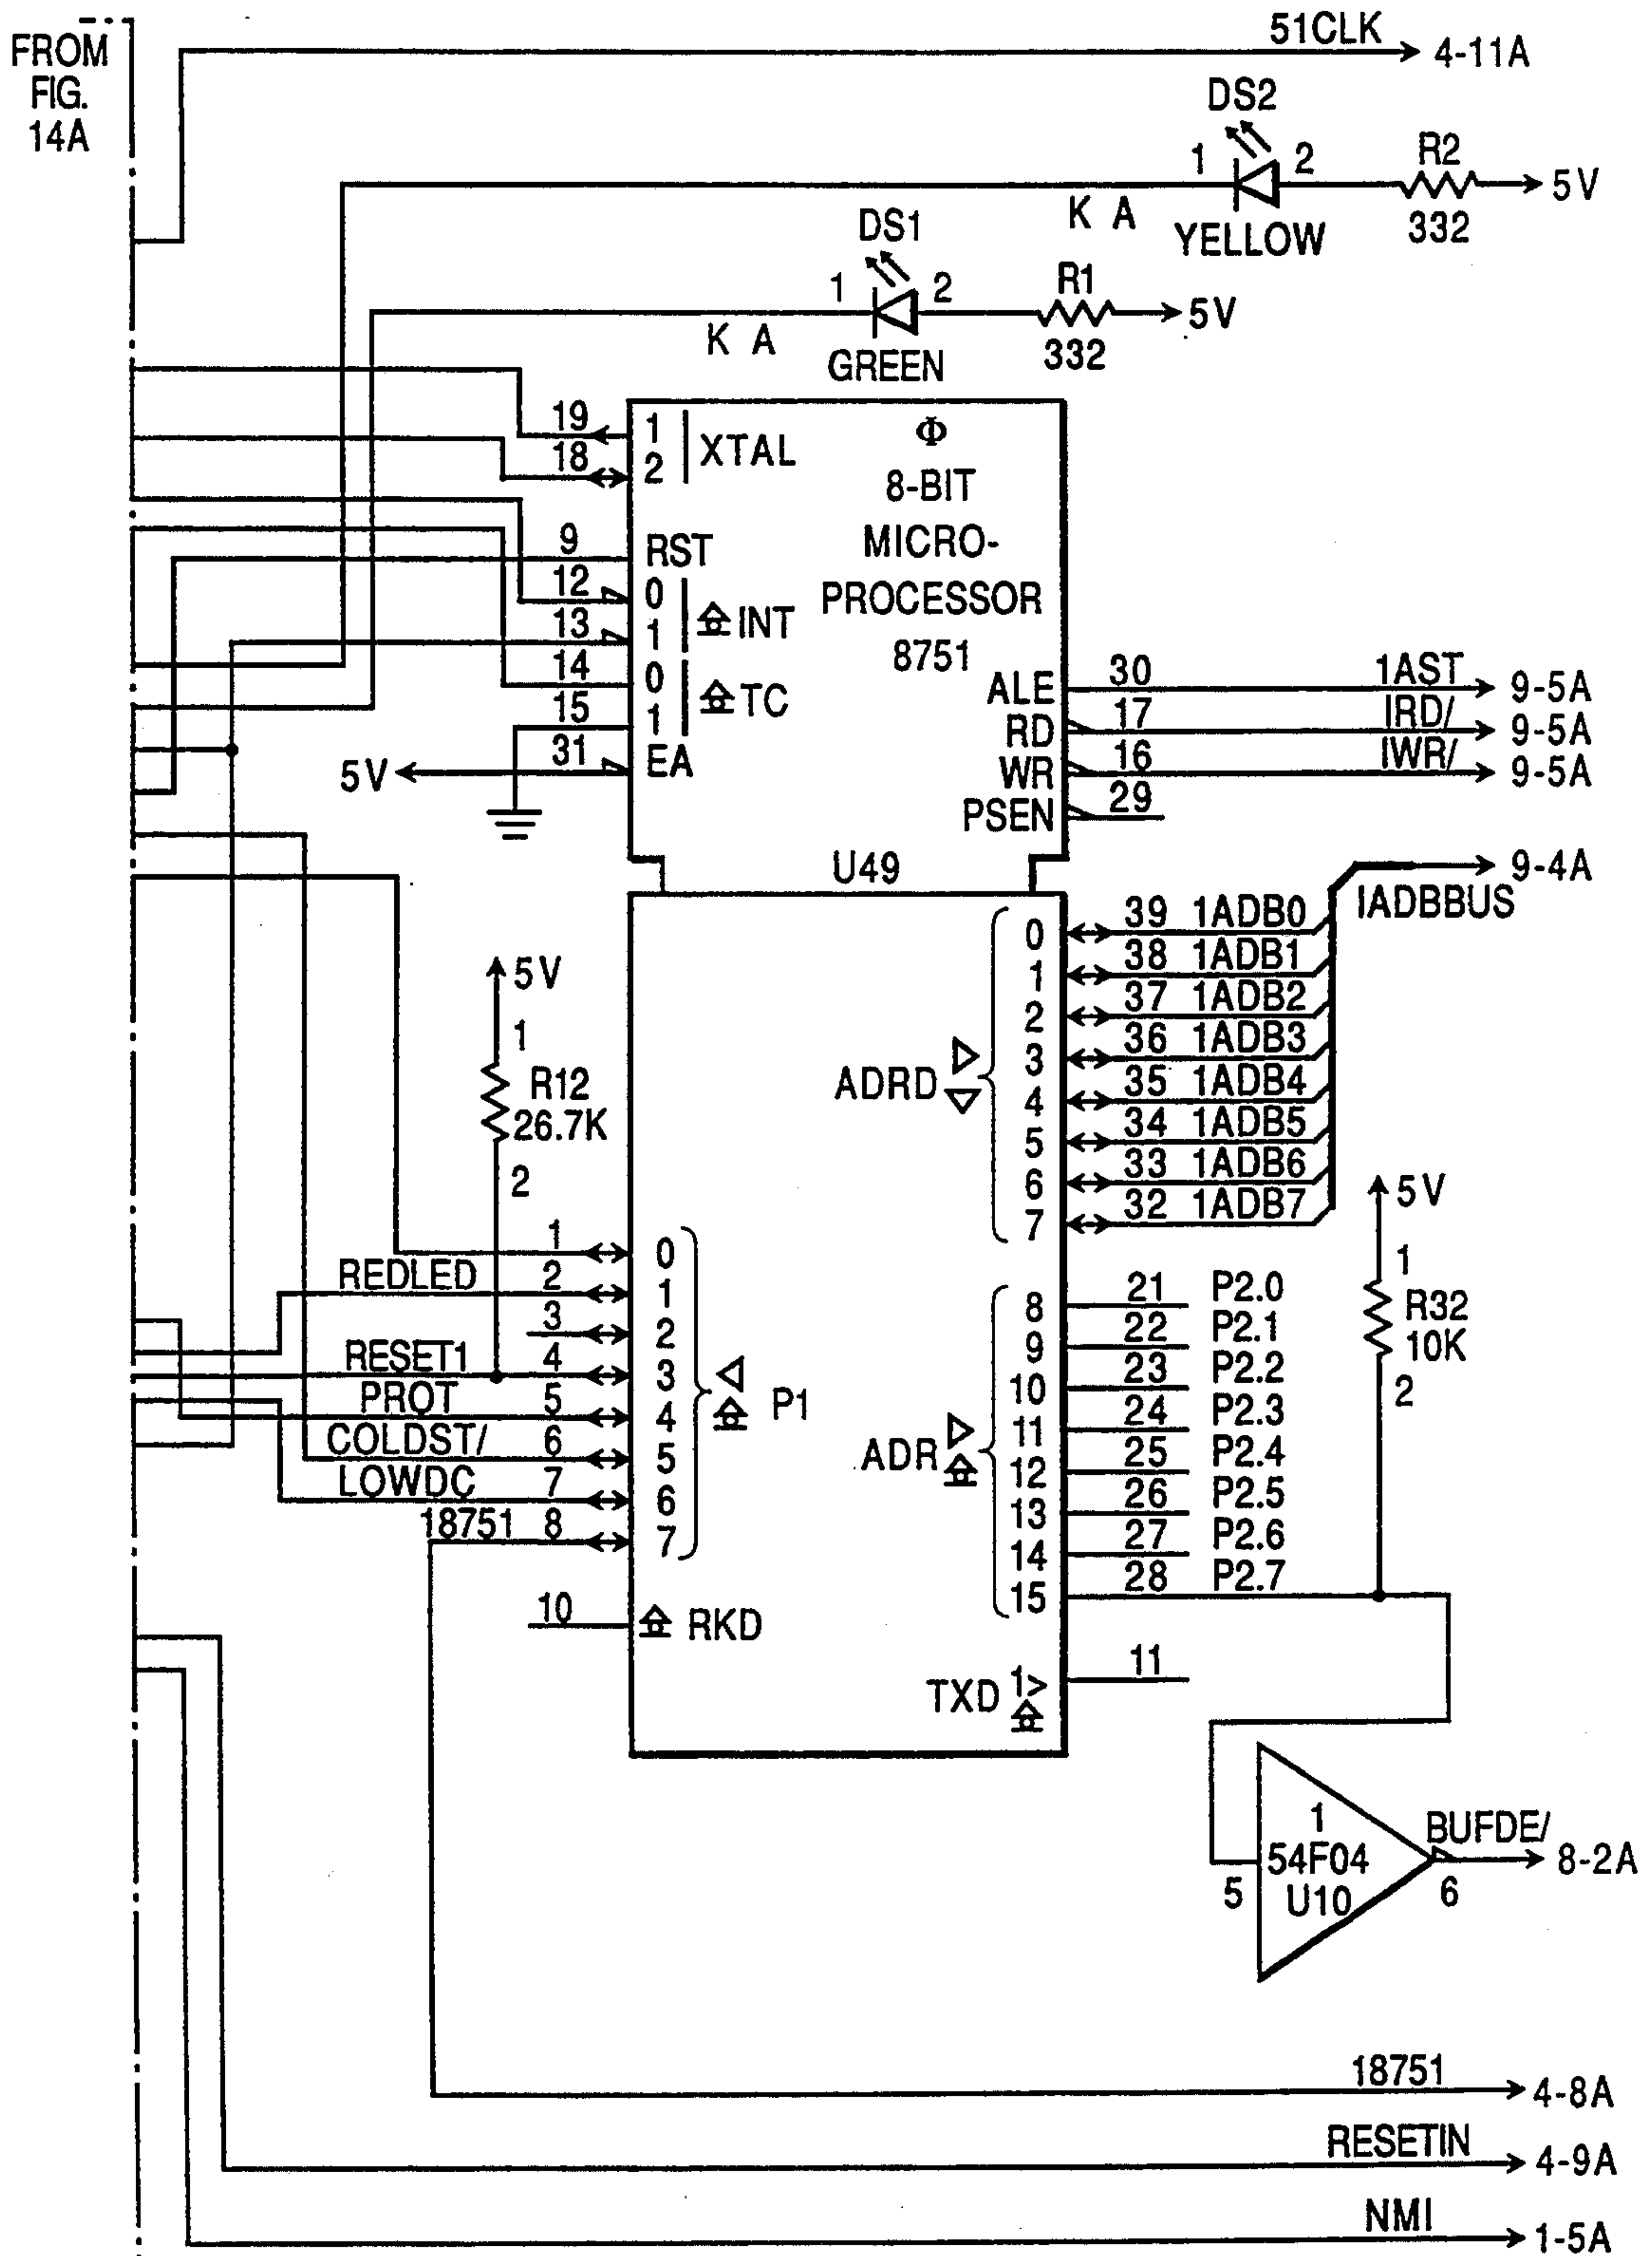 FROM
FIG.
14A
51CLK 4-11A
DS2
1 2 R2
5V
K A YELLOW 332
DS1
1 2 R1
5V
K A GREEN 332
19 1 XTAL
18 2
Φ
8-BIT
MICRO-
PROCESSOR
8751
9 RST
12 0 INT
13 1
14 0 TC
15 1
5V 31 EA
ALE 30 1AST 9-5A
RD 17 IRD/ 9-5A
WR 16 IWR/ 9-5A
PSEN 29
U49
9-4A
IADBBUS
0 39 1ADB0
1 38 1ADB1
2 37 1ADB2
3 36 1ADB3
4 35 1ADB4
5 34 1ADB5
6 33 1ADB6
7 32 1ADB7
ADRD
5V
1
R12
26.7K
2
1 0
REDLED 2 1
3 2
RESET1 4 3
PROT 5 4
COLDST/ 6 5
LOWDC 7 6
18751 8 7
P1
10 RKD
5V
1
R32
10K
2
8 21 P2.0
9 22 P2.1
10 23 P2.2
11 24 P2.3
12 25 P2.4
13 26 P2.5
14 27 P2.6
15 28 P2.7
ADR
TXD 1> 11
1
54F04
U10
5 6
BUFDE/
8-2A
18751 4-8A
RESETIN 4-9A
NMI 1-5A